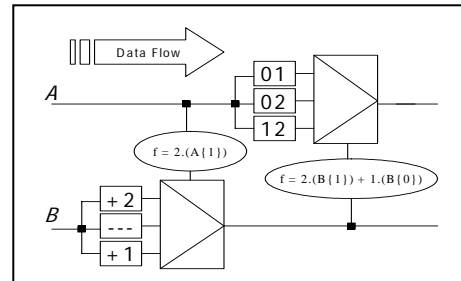 Data Flow
A
01
02
12
f = 2.(A{1})
f = 2.(B{1}) + 1.(B{0})
B
+2
---
+1